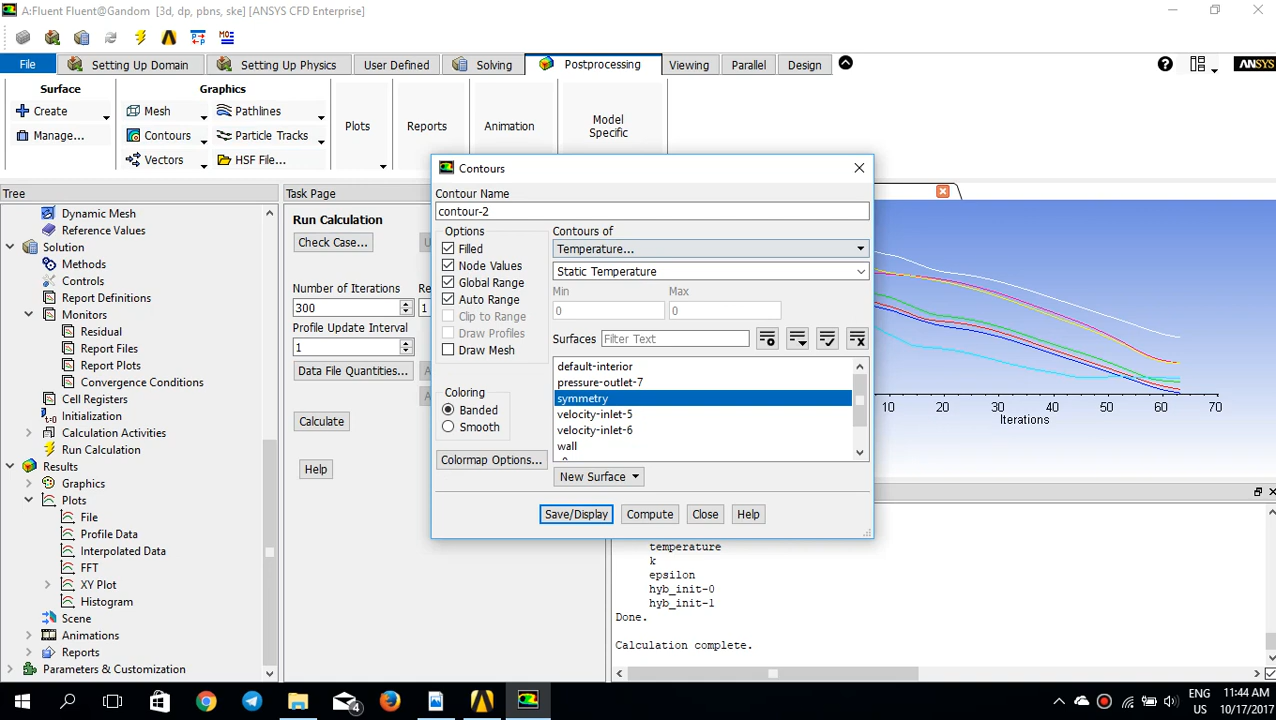 A:Fluent Fluent@Gandom [3d, dp, pbns, ske] [ANSYS CFD Enterprise]
File Setting Up Domain Setting Up Physics User Defined Solving Postprocessing Viewing Parallel Design ANSYS
Surface
Create
Manage...
Graphics
Mesh Pathlines
Contours Particle Tracks
Vectors HSF File...
Plots
Reports
Animation
Model
Specific
Tree
Dynamic Mesh
Reference Values
Solution
Methods
Controls
Report Definitions
Monitors
Residual
Report Files
Report Plots
Convergence Conditions
Cell Registers
Initialization
Calculation Activities
Run Calculation
Results
Graphics
Plots
File
Profile Data
Interpolated Data
FFT
XY Plot
Histogram
Scene
Animations
Reports
Parameters & Customization
Task Page
Run Calculation
Check Case...
Number of Iterations
300
Profile Update Interval
1
Data File Quantities...
Calculate
Help
Contours
Contour Name
contour-2
Options
Filled
Node Values
Global Range
Auto Range
Clip to Range
Draw Profiles
Draw Mesh
Coloring
Banded
Smooth
Colormap Options...
Contours of
Temperature...
Static Temperature
Min Max
0 0
Surfaces Filter Text
default-interior
pressure-outlet-7
symmetry
velocity-inlet-5
velocity-inlet-6
wall
New Surface
Save/Display Compute Close Help
10 20 30 40 50 60 70
Iterations
temperature
k
epsilon
hyb_init-0
hyb_init-1
Done.
Calculation complete.
4
ENG 11:44 AM
US 10/17/2017